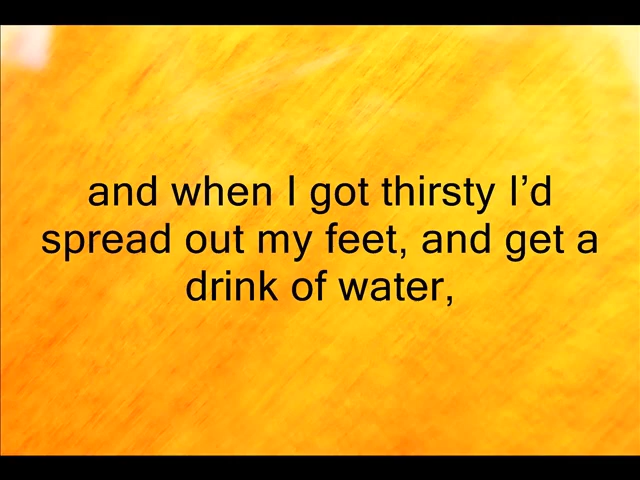 and when I got thirsty I’d
spread out my feet, and get a
drink of water,